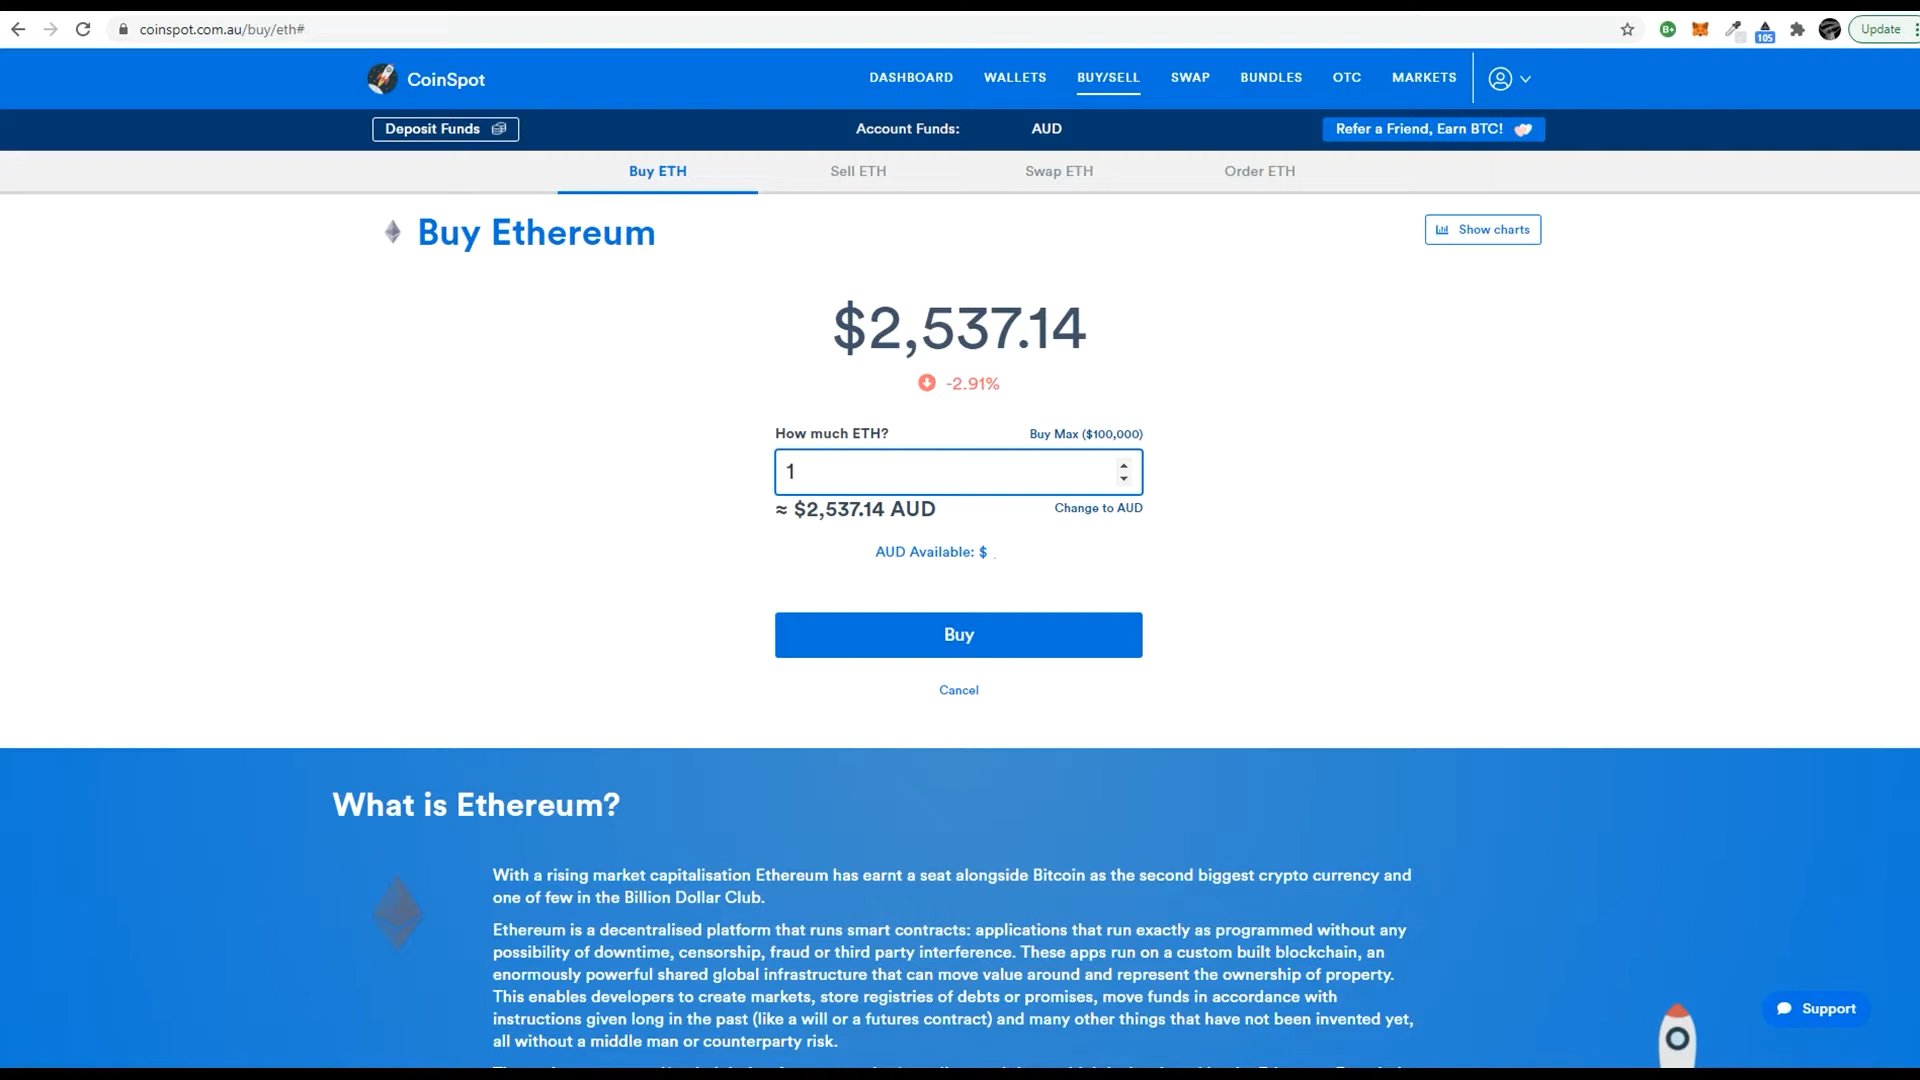 coinspot.com.au/buy/eth#
B+
105
Update
CoinSpot
DASHBOARD WALLETS BUY/SELL SWAP BUNDLES OTC MARKETS
Deposit Funds
Account Funds: AUD
Refer a Friend, Earn BTC!
Buy ETH Sell ETH Swap ETH Order ETH
Buy Ethereum
Show charts
$2,537.14
-2.91%
How much ETH? Buy Max ($100,000)
1
≈ $2,537.14 AUD Change to AUD
AUD Available: $
Buy
Cancel
What is Ethereum?
With a rising market capitalisation Ethereum has earnt a seat alongside Bitcoin as the second biggest crypto currency and
one of few in the Billion Dollar Club.
Ethereum is a decentralised platform that runs smart contracts: applications that run exactly as programmed without any
possibility of downtime, censorship, fraud or third party interference. These apps run on a custom built blockchain, an
enormously powerful shared global infrastructure that can move value around and represent the ownership of property.
This enables developers to create markets, store registries of debts or promises, move funds in accordance with
instructions given long in the past (like a will or a futures contract) and many other things that have not been invented yet,
all without a middle man or counterparty risk.
Support